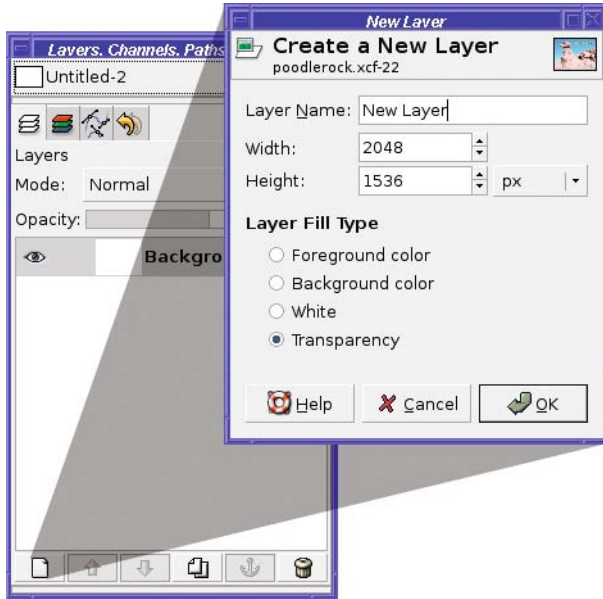 Layers. Channels. Paths
Untitled-2
Layers
Mode: Normal
Opacity:
Backgro
New Layer
Create a New Layer
poodlerock.xcf-22
Layer Name: New Layer
Width: 2048
Height: 1536 px
Layer Fill Type
Foreground color
Background color
White
Transparency
Help Cancel OK